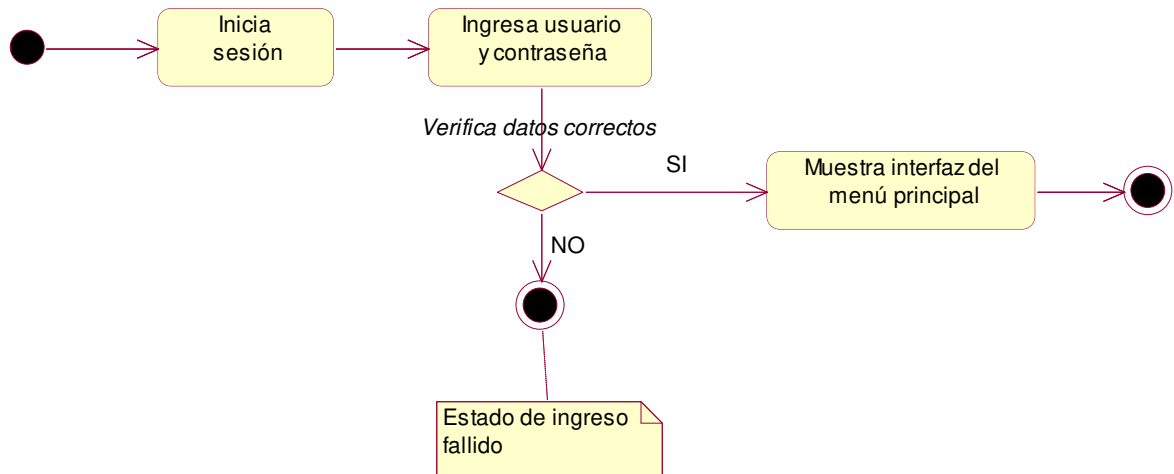 Inicia
sesión
Ingresa usuario
y contraseña
Verifica datos correctos
SI
Muestra interfaz del
menú principal
NO
Estado de ingreso
fallido